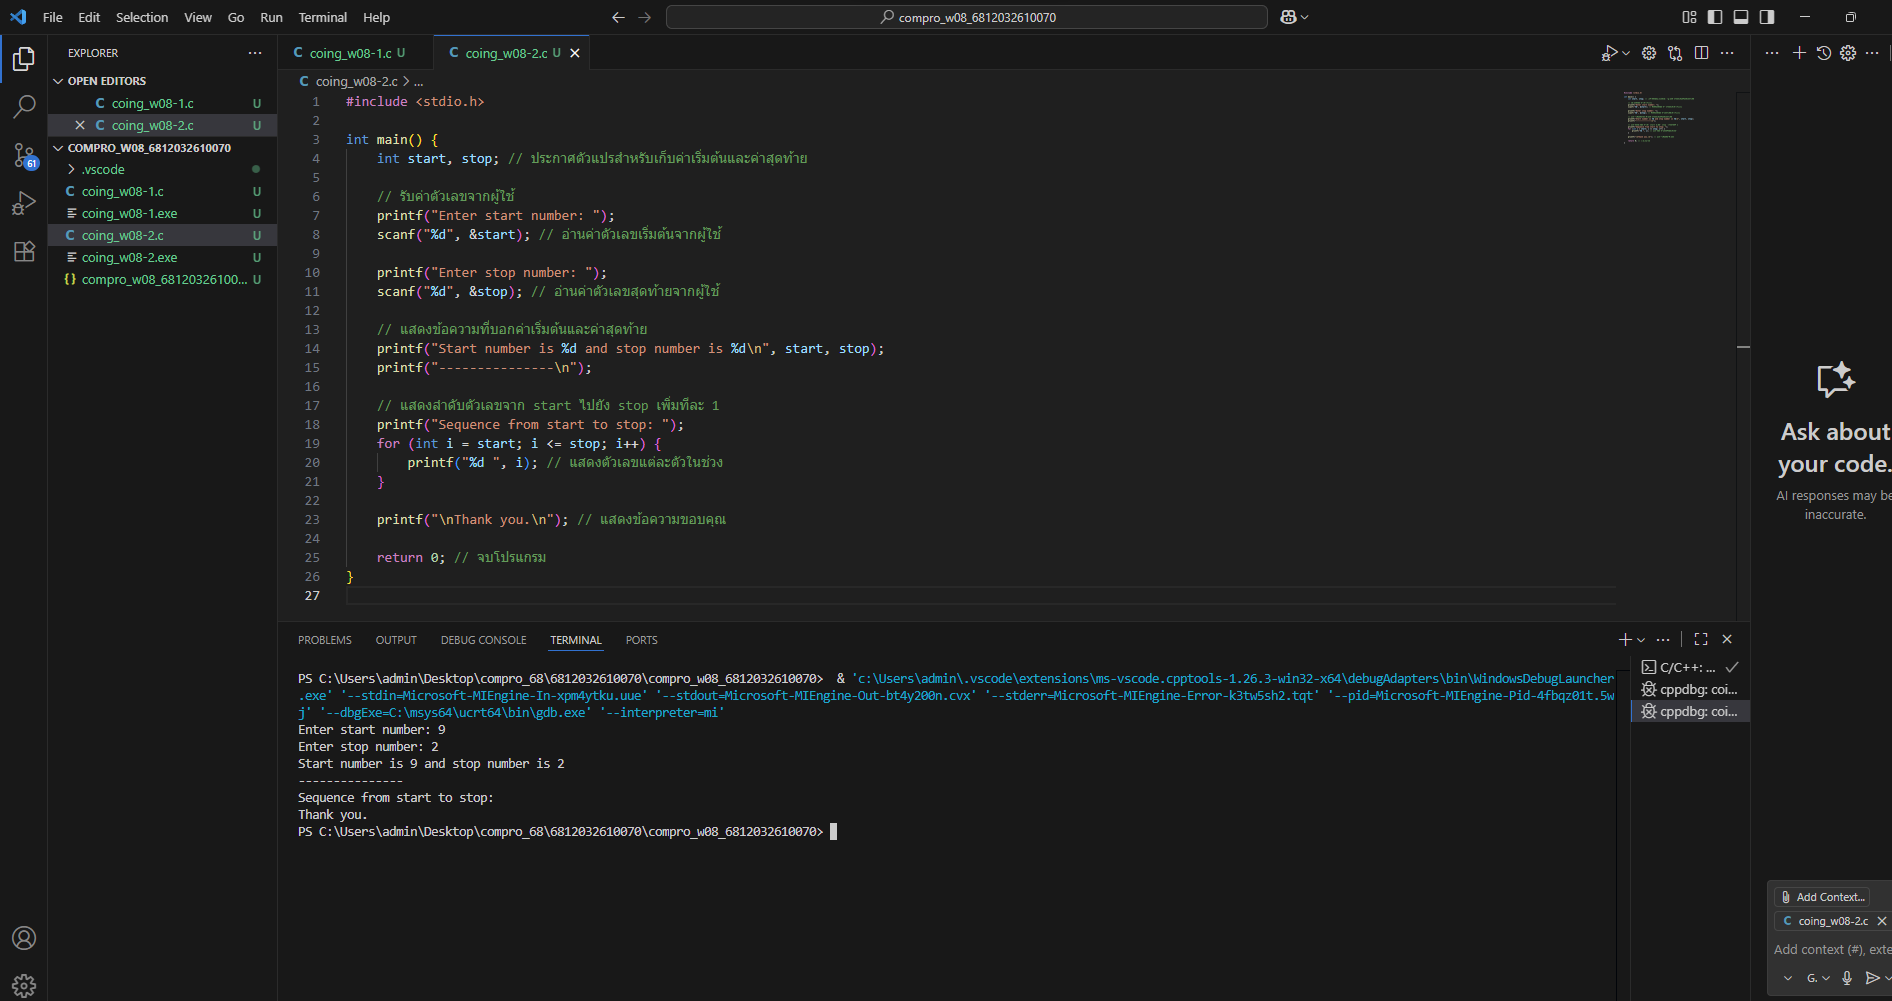 File Edit Selection View Go Run Terminal Help
compro_w08_6812032610070
EXPLORER
OPEN EDITORS
C coing_w08-1.c U
C coing_w08-2.c U
COMPRO_W08_6812032610070
.vscode
C coing_w08-1.c U
coing_w08-1.exe U
C coing_w08-2.c U
coing_w08-2.exe U
{} compro_w08_68120326100... U
61
C coing_w08-1.c U
C coing_w08-2.c U
C coing_w08-2.c > ...
1 #include <stdio.h>
2
3 int main() {
4 int start, stop; // ประกาศตัวแปรสำหรับเก็บค่าเริ่มต้นและค่าสุดท้าย
5
6 // รับค่าตัวเลขจากผู้ใช้
7 printf("Enter start number: ");
8 scanf("%d", &start); // อ่านค่าตัวเลขเริ่มต้นจากผู้ใช้
9
10 printf("Enter stop number: ");
11 scanf("%d", &stop); // อ่านค่าตัวเลขสุดท้ายจากผู้ใช้
12
13 // แสดงข้อความที่บอกค่าเริ่มต้นและค่าสุดท้าย
14 printf("Start number is %d and stop number is %d\n", start, stop);
15 printf("---------------\n");
16
17 // แสดงลำดับตัวเลขจาก start ไปยัง stop เพิ่มทีละ 1
18 printf("Sequence from start to stop: ");
19 for (int i = start; i <= stop; i++) {
20 printf("%d ", i); // แสดงตัวเลขแต่ละตัวในช่วง
21 }
22
23 printf("\nThank you.\n"); // แสดงข้อความขอบคุณ
24
25 return 0; // จบโปรแกรม
26 }
27
PROBLEMS OUTPUT DEBUG CONSOLE TERMINAL PORTS
PS C:\Users\admin\Desktop\compro_68\6812032610070\compro_w08_6812032610070> & 'c:\Users\admin\.vscode\extensions\ms-vscode.cpptools-1.26.3-win32-x64\debugAdapters\bin\WindowsDebugLauncher
.exe' '--stdin=Microsoft-MIEngine-In-xpm4ytku.uue' '--stdout=Microsoft-MIEngine-Out-bt4y200n.cvx' '--stderr=Microsoft-MIEngine-Error-k3tw5sh2.tqt' '--pid=Microsoft-MIEngine-Pid-4fbqz01t.5w
j' '--dbgExe=C:\msys64\ucrt64\bin\gdb.exe' '--interpreter=mi'
Enter start number: 9
Enter stop number: 2
Start number is 9 and stop number is 2
---------------
Sequence from start to stop:
Thank you.
PS C:\Users\admin\Desktop\compro_68\6812032610070\compro_w08_6812032610070>
C/C++: ...
cppdbg: coi...
cppdbg: coi...
Ask about
your code.
AI responses may be
inaccurate.
Add Context...
C coing_w08-2.c
Add context (#), exte
G.